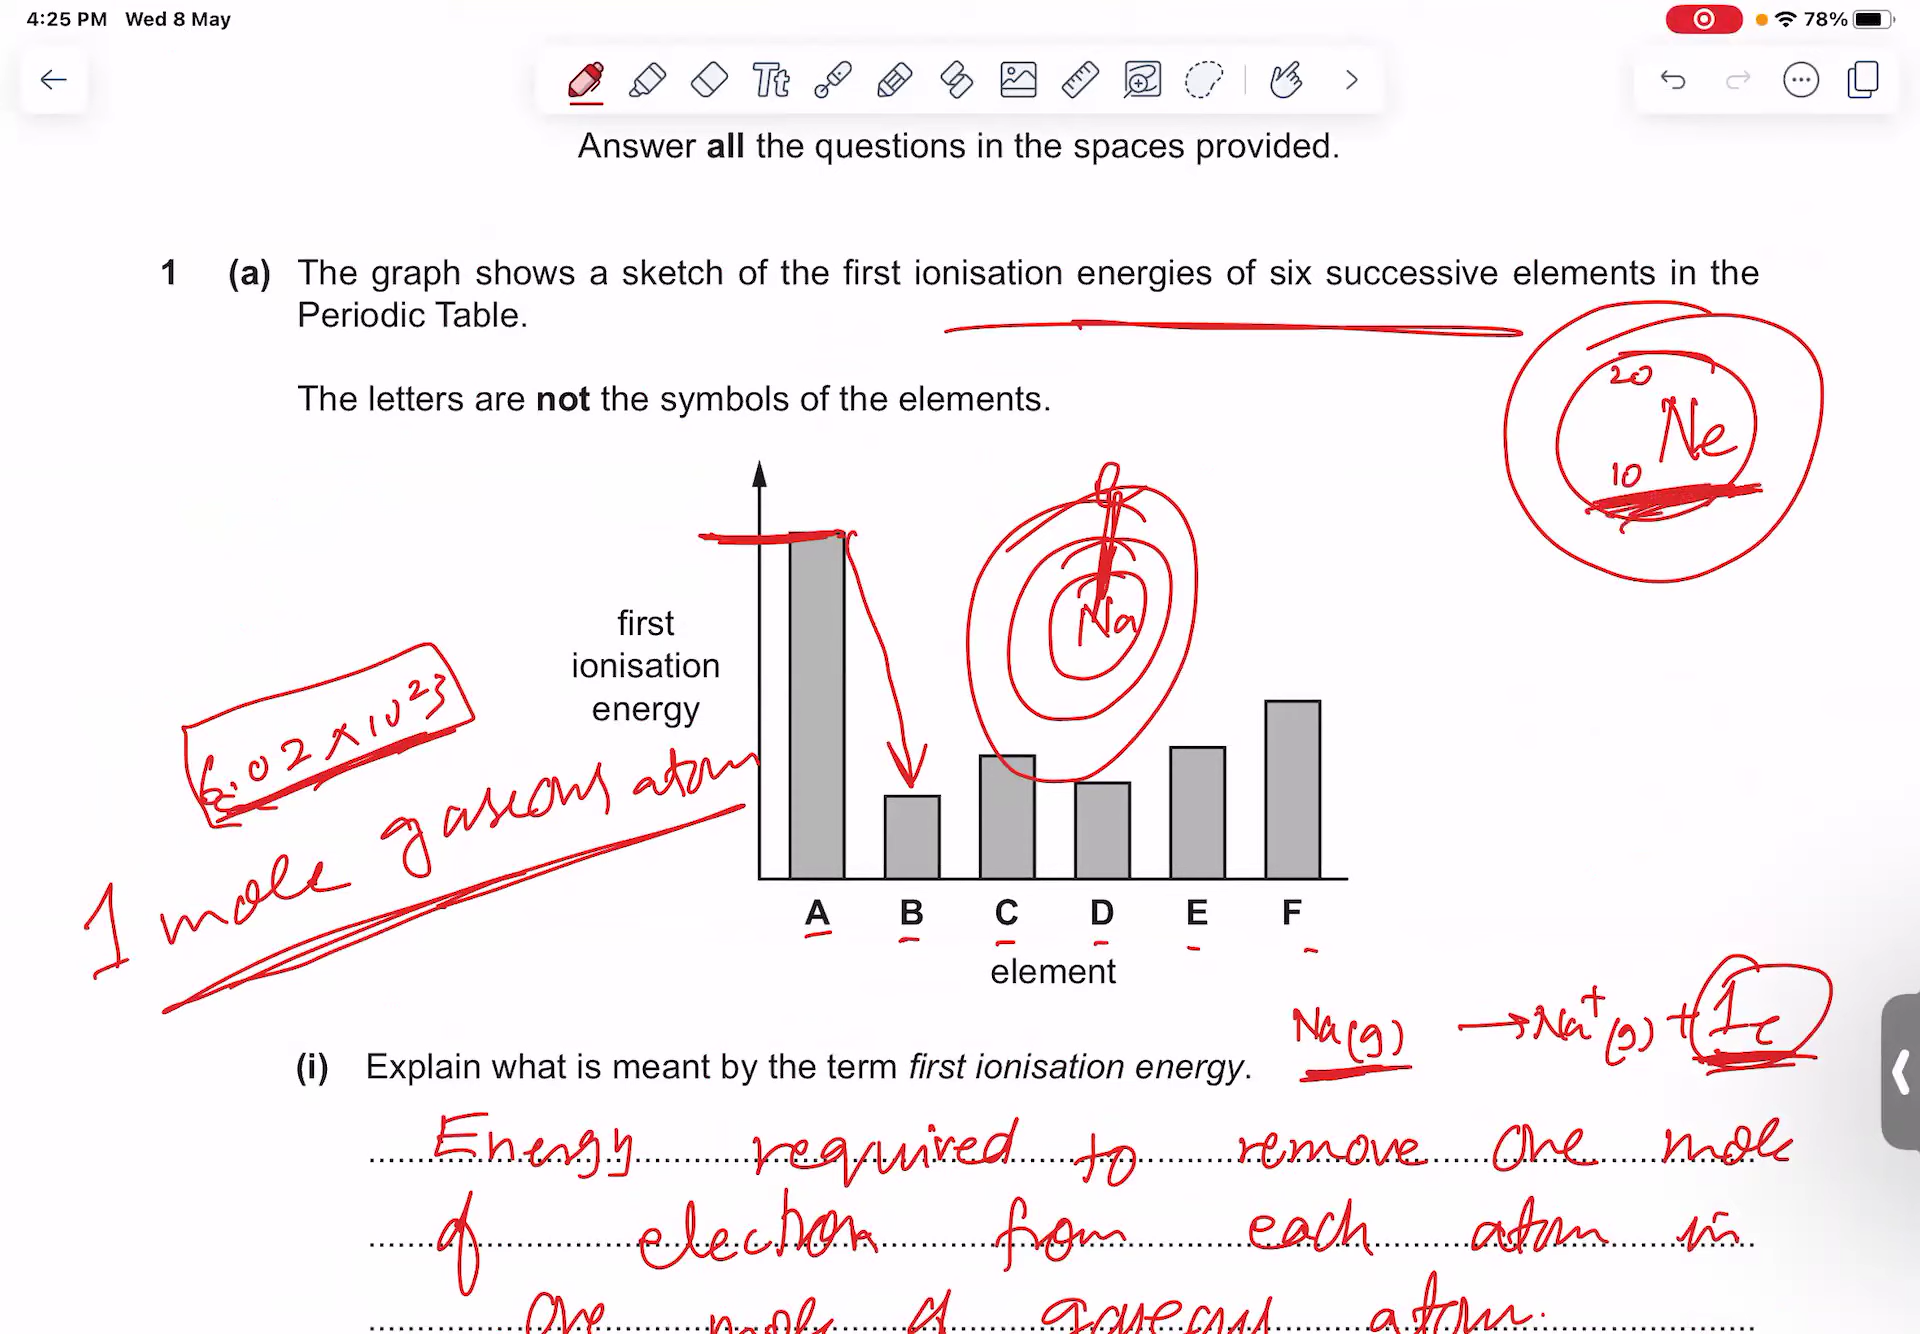 4:25 PM Wed 8 May
78%
Tt
Answer all the questions in the spaces provided.
1 (a) The graph shows a sketch of the first ionisation energies of six successive elements in the
Periodic Table.
The letters are not the symbols of the elements.
20
Ne
10
Na
first
ionisation
energy
6.02 × 10²³
1 mole gaseous atom
A B C D E F
element
Na(g) → Na⁺(g) + 1e
(i) Explain what is meant by the term first ionisation energy.
Energy required to remove one mole
of electron from each atom in
one mole of gaseous atom.